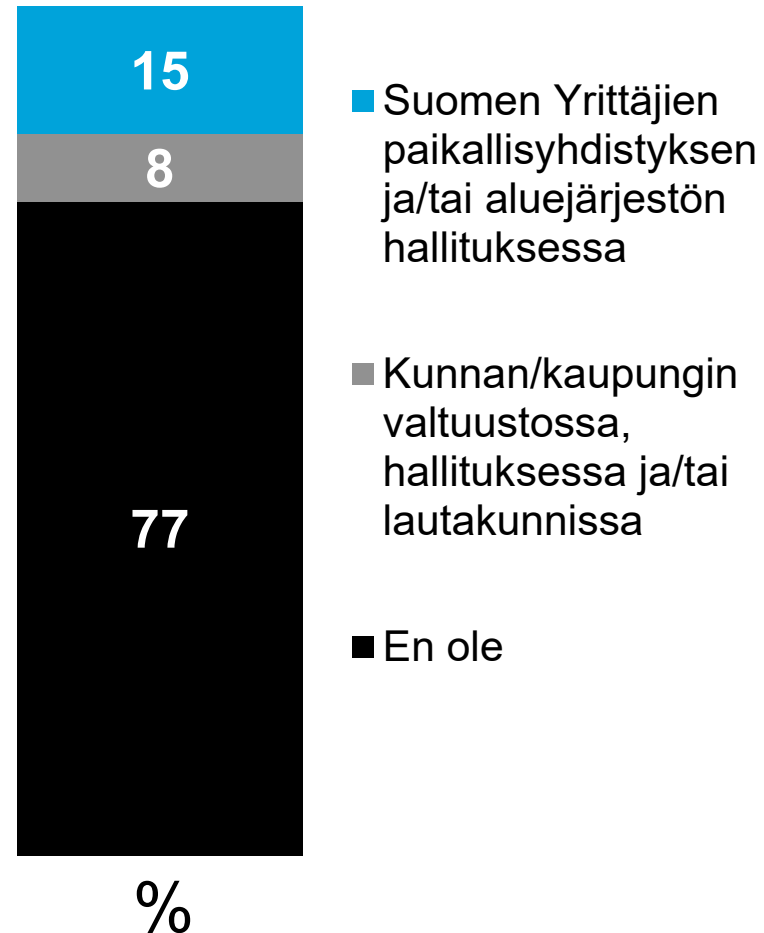 15
8
77
%
Suomen Yrittäjien
paikallisyhdistyksen
ja/tai aluejärjestön
hallituksessa
Kunnan/kaupungin
valtuustossa,
hallituksessa ja/tai
lautakunnissa
En ole